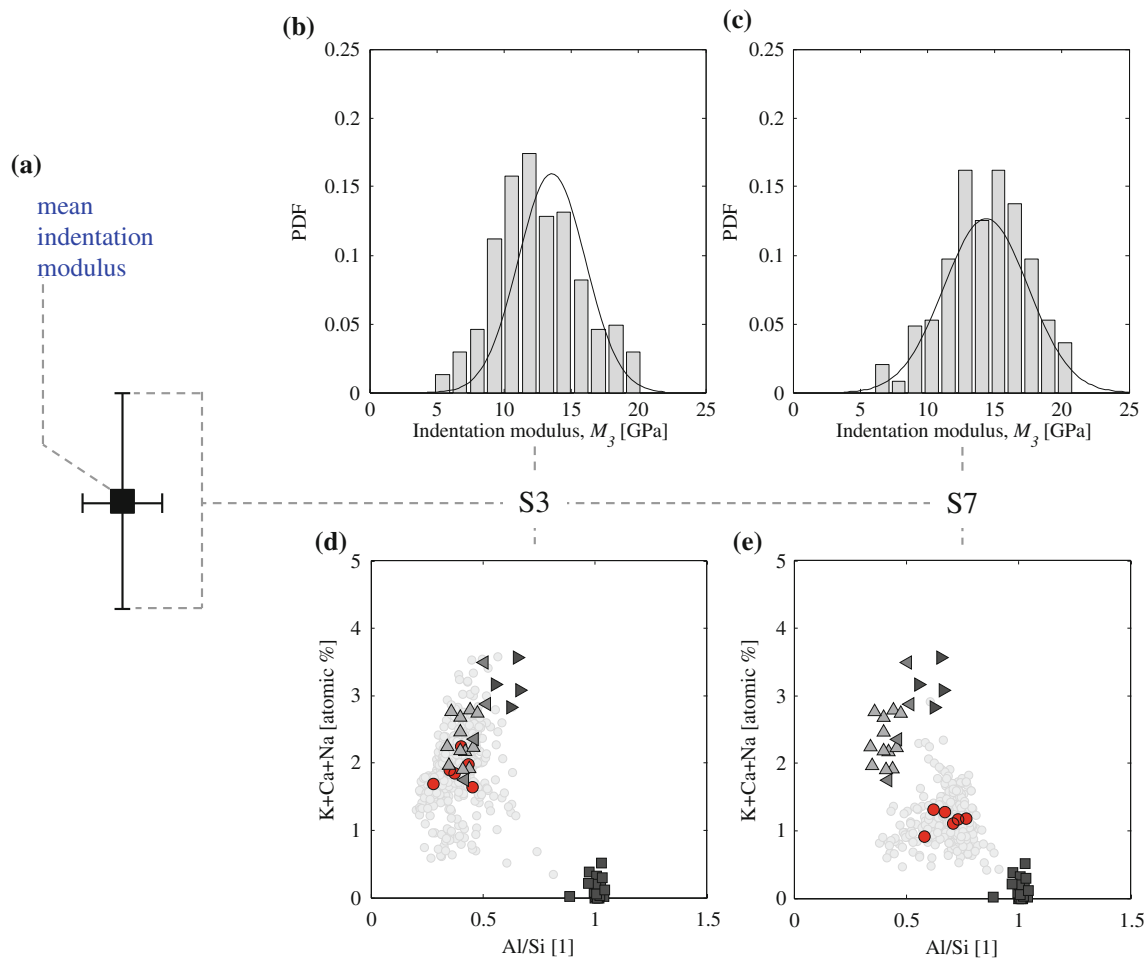 (a)
mean
indentation
modulus
(b)
0.25
0.2
0.15
0.1
0.05
0
PDF
0 5 10 15 20 25
Indentation modulus, M3 [GPa]
(c)
0.25
0.2
0.15
0.1
0.05
0
PDF
0 5 10 15 20 25
Indentation modulus, M3 [GPa]
S3
S7
(d)
5
4
3
2
1
0
K+Ca+Na [atomic %]
0 0.5 1 1.5
Al/Si [1]
(e)
5
4
3
2
1
0
K+Ca+Na [atomic %]
0 0.5 1 1.5
Al/Si [1]